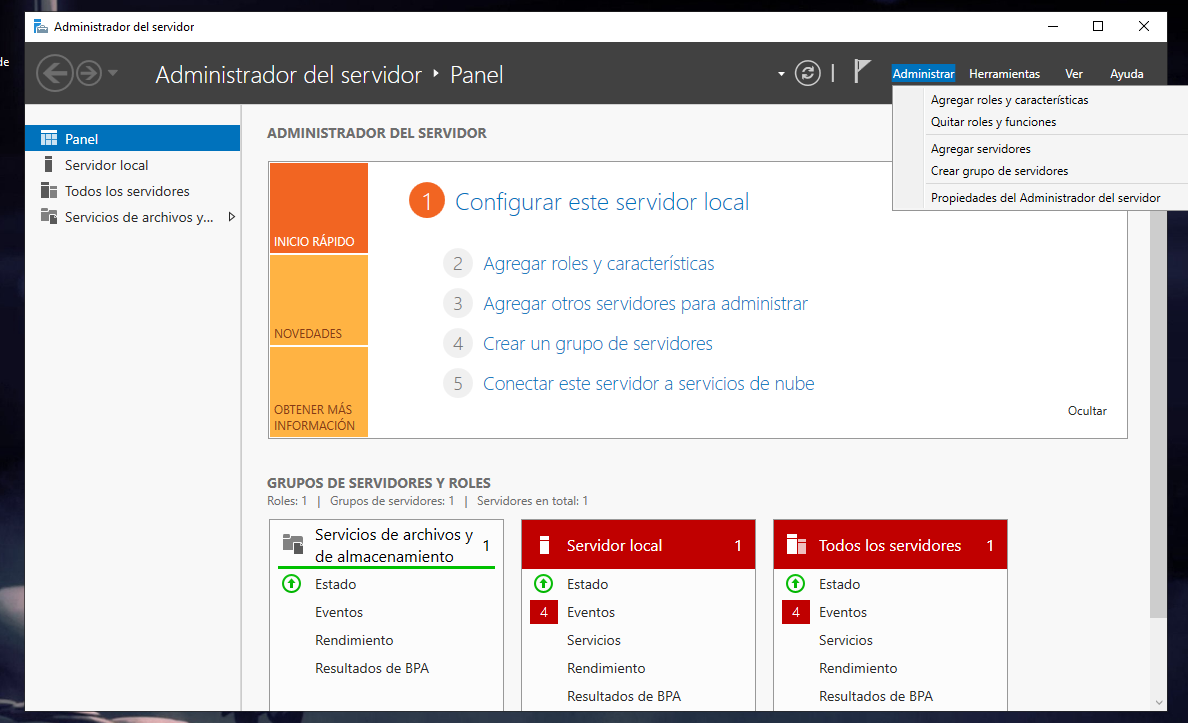 de
Administrador del servidor
Administrador del servidor ‣ Panel
Administrar Herramientas Ver Ayuda
Agregar roles y características
Quitar roles y funciones
Agregar servidores
Crear grupo de servidores
Propiedades del Administrador del servidor
Panel
Servidor local
Todos los servidores
Servicios de archivos y...
ADMINISTRADOR DEL SERVIDOR
INICIO RÁPIDO
NOVEDADES
OBTENER MÁS
INFORMACIÓN
1 Configurar este servidor local
2 Agregar roles y características
3 Agregar otros servidores para administrar
4 Crear un grupo de servidores
5 Conectar este servidor a servicios de nube
Ocultar
GRUPOS DE SERVIDORES Y ROLES
Roles: 1 | Grupos de servidores: 1 | Servidores en total: 1
Servicios de archivos y
de almacenamiento 1
Estado
Eventos
Rendimiento
Resultados de BPA
Servidor local 1
Estado
4 Eventos
Servicios
Rendimiento
Resultados de BPA
Todos los servidores 1
Estado
4 Eventos
Servicios
Rendimiento
Resultados de BPA